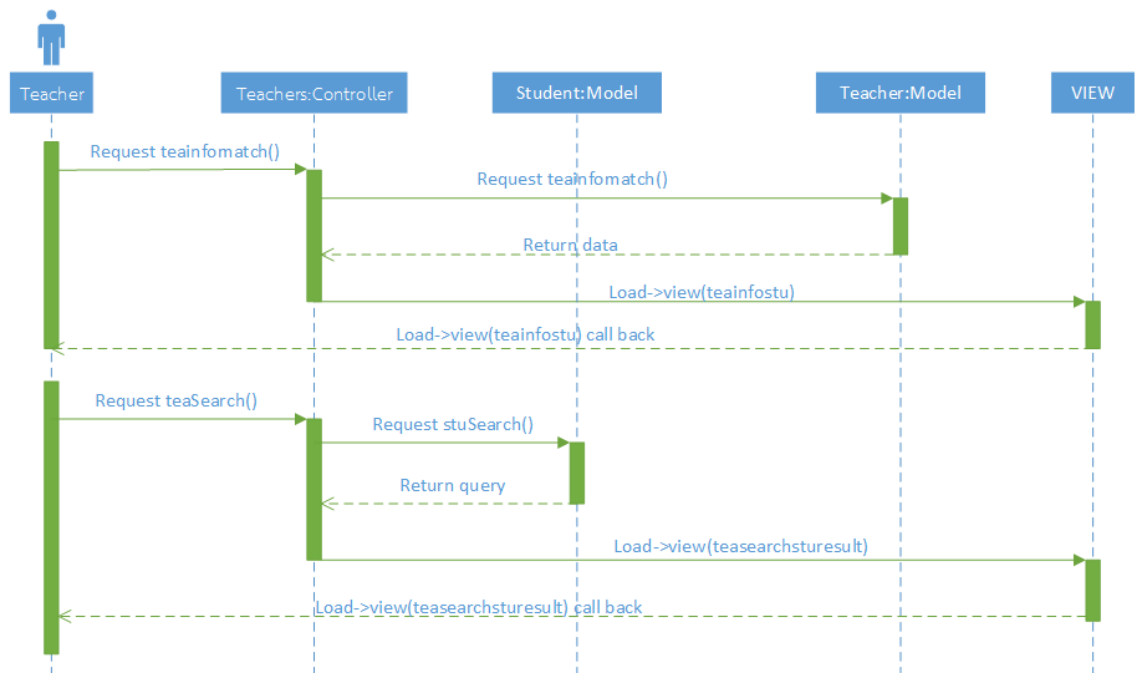 Teacher
Teachers:Controller
Student:Model
Teacher:Model
VIEW
Request teainfomatch()
Request teainfomatch()
Return data
Load->view(teainfostu)
Load->view(teainfostu) call back
Request teaSearch()
Request stuSearch()
Return query
Load->view(teasearchsturesult)
Load->view(teasearchsturesult) call back